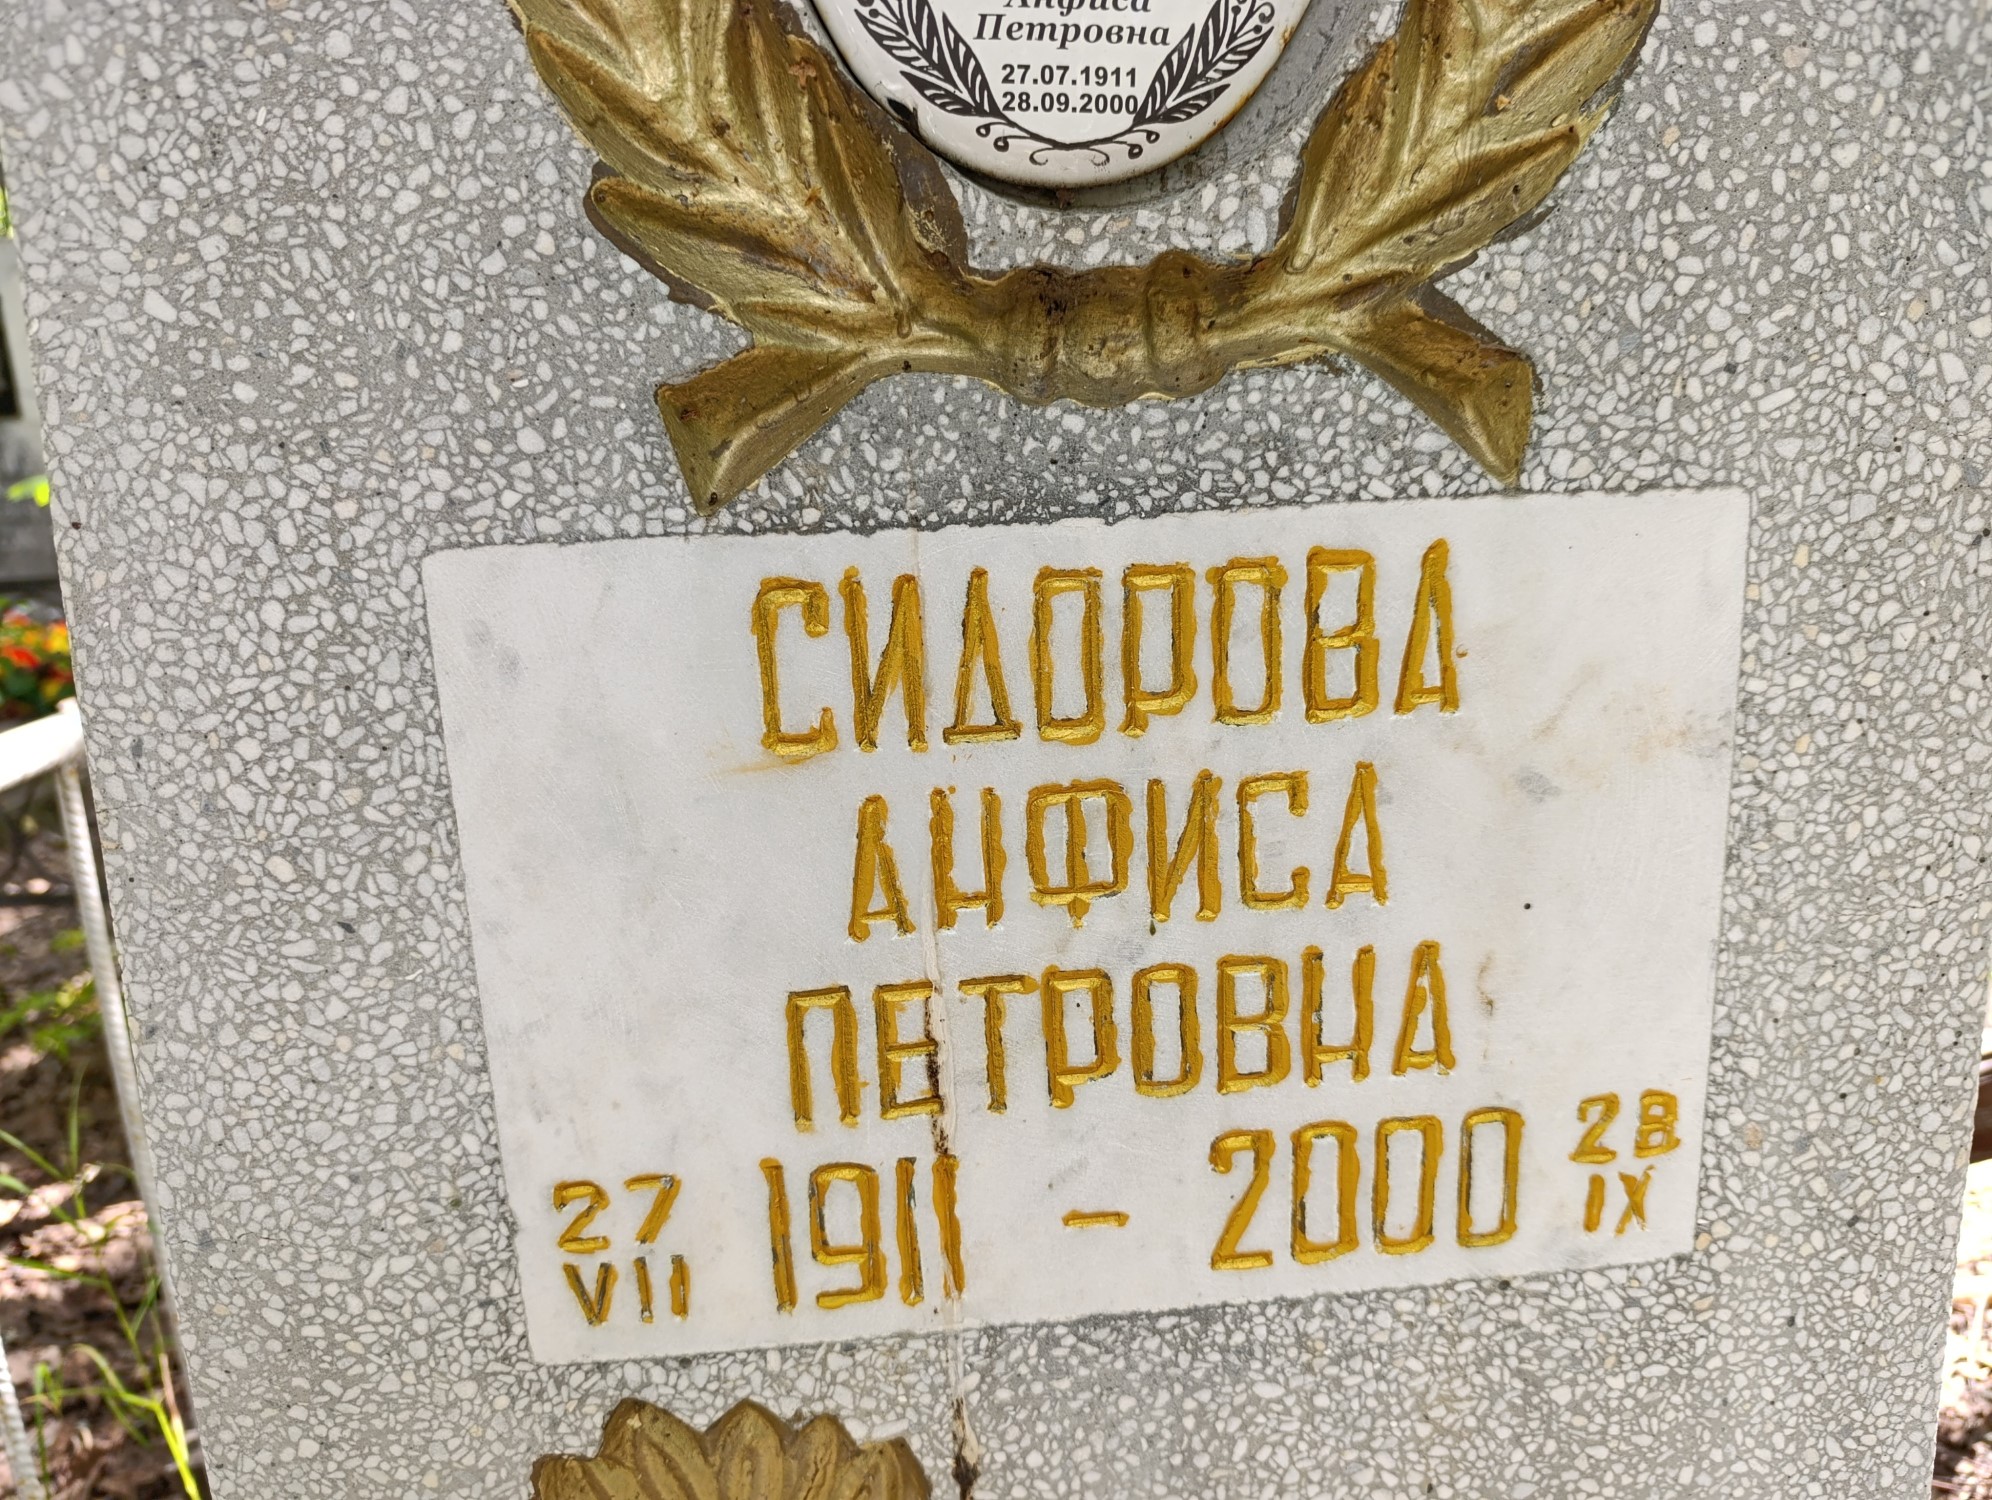 Анфиса
Петровна
27.07.1911
28.09.2000
СИДОРОВА
АНФИСА
ПЕТРОВНА
27 VII 1911 – 2000 28 IX